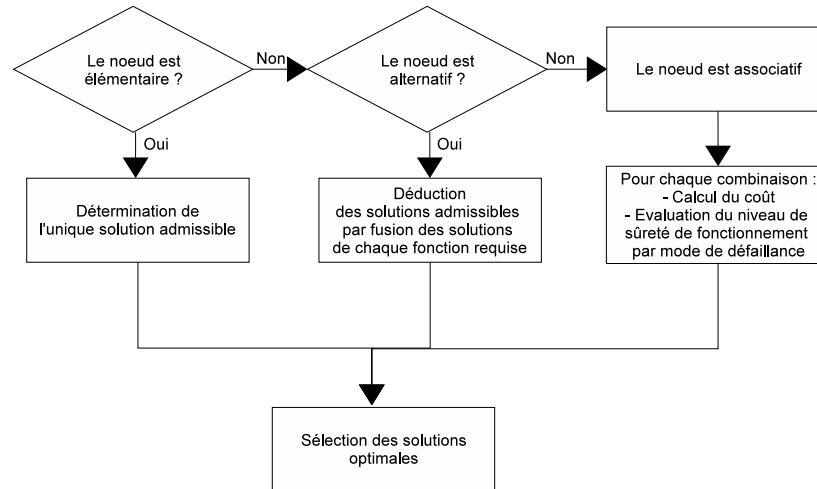 Le noeud est
élémentaire ?
Non
Le noeud est
alternatif ?
Non
Le noeud est associatif
Oui
Oui
Détermination de
l'unique solution admissible
Déduction
des solutions admissibles
par fusion des solutions
de chaque fonction requise
Pour chaque combinaison :
- Calcul du coût
- Evaluation du niveau de
sûreté de fonctionnement
par mode de défaillance
Sélection des solutions
optimales